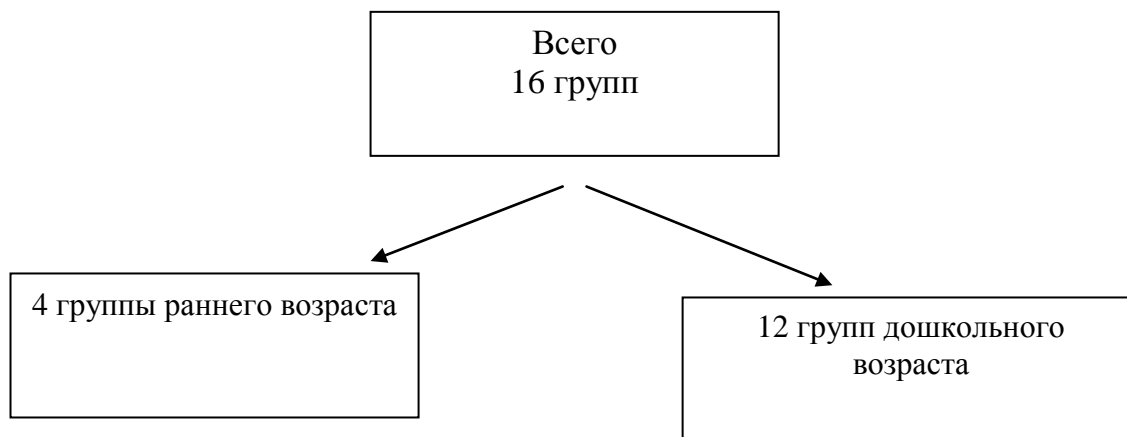 Всего
16 групп
4 группы раннего возраста
12 групп дошкольного
возраста